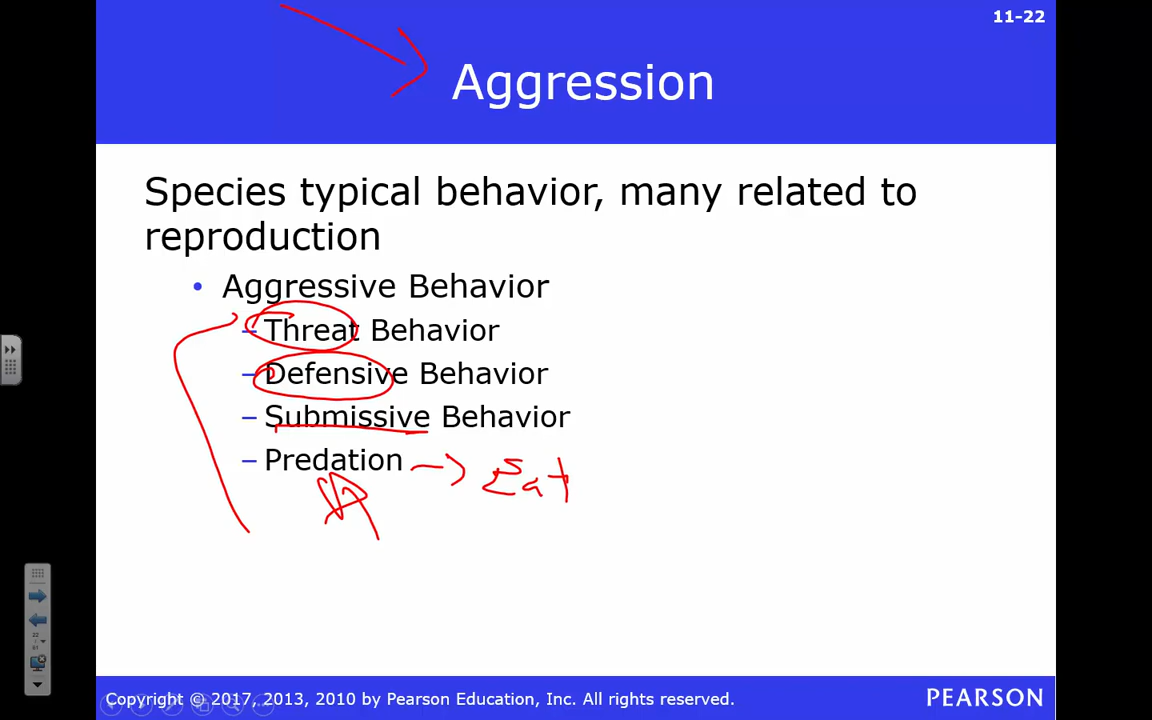 11-22
Aggression
Species typical behavior, many related to
reproduction
• Aggressive Behavior
– Threat Behavior
– Defensive Behavior
– Submissive Behavior
– Predation → Eat
22
Copyright © 2017, 2013, 2010 by Pearson Education, Inc. All rights reserved.
PEARSON